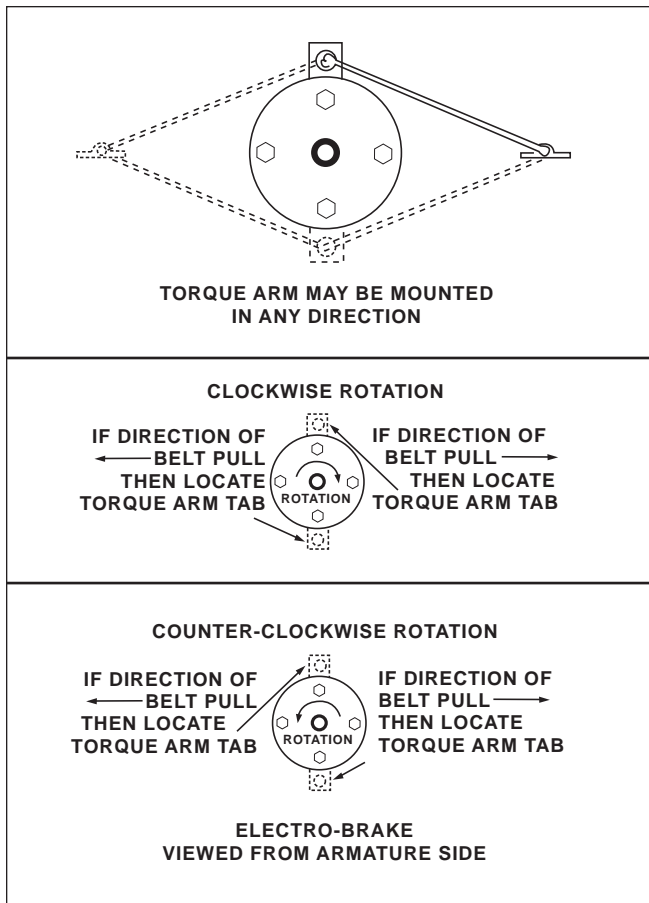 TORQUE ARM MAY BE MOUNTED
IN ANY DIRECTION
CLOCKWISE ROTATION
IF DIRECTION OF
BELT PULL
THEN LOCATE
TORQUE ARM TAB
ROTATION
IF DIRECTION OF
BELT PULL
THEN LOCATE
TORQUE ARM TAB
COUNTER-CLOCKWISE ROTATION
IF DIRECTION OF
BELT PULL
THEN LOCATE
TORQUE ARM TAB
ROTATION
IF DIRECTION OF
BELT PULL
THEN LOCATE
TORQUE ARM TAB
ELECTRO-BRAKE
VIEWED FROM ARMATURE SIDE